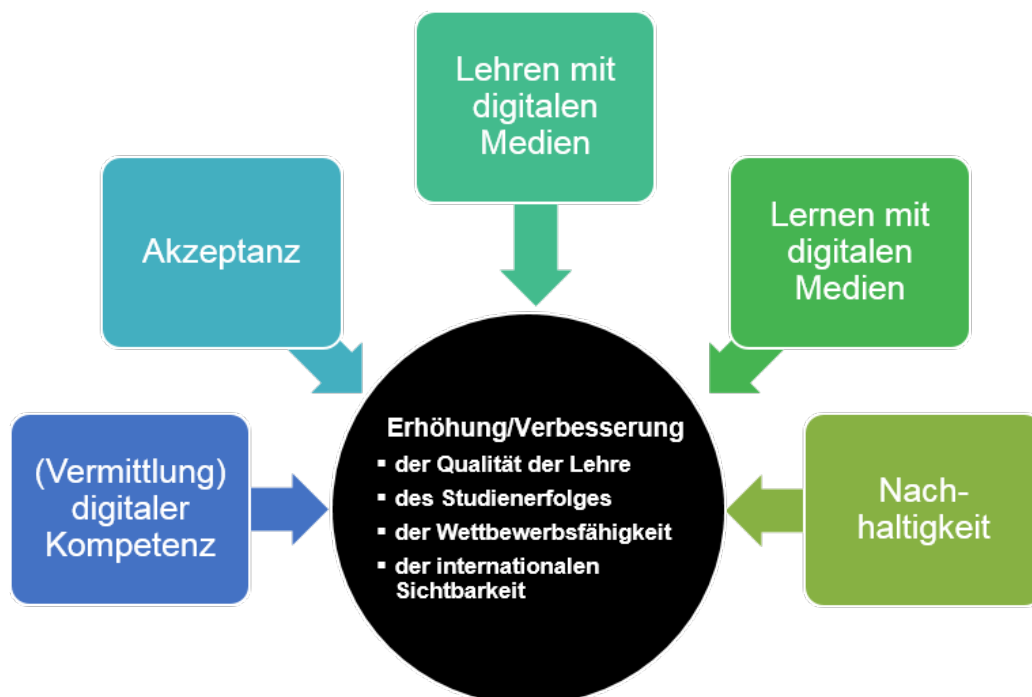 Lehren mit
digitalen
Medien
Akzeptanz
Lernen mit
digitalen
Medien
(Vermittlung)
digitaler
Kompetenz
Erhöhung/Verbesserung
▪ der Qualität der Lehre
▪ des Studienerfolges
▪ der Wettbewerbsfähigkeit
▪ der internationalen
Sichtbarkeit
Nach-
haltigkeit